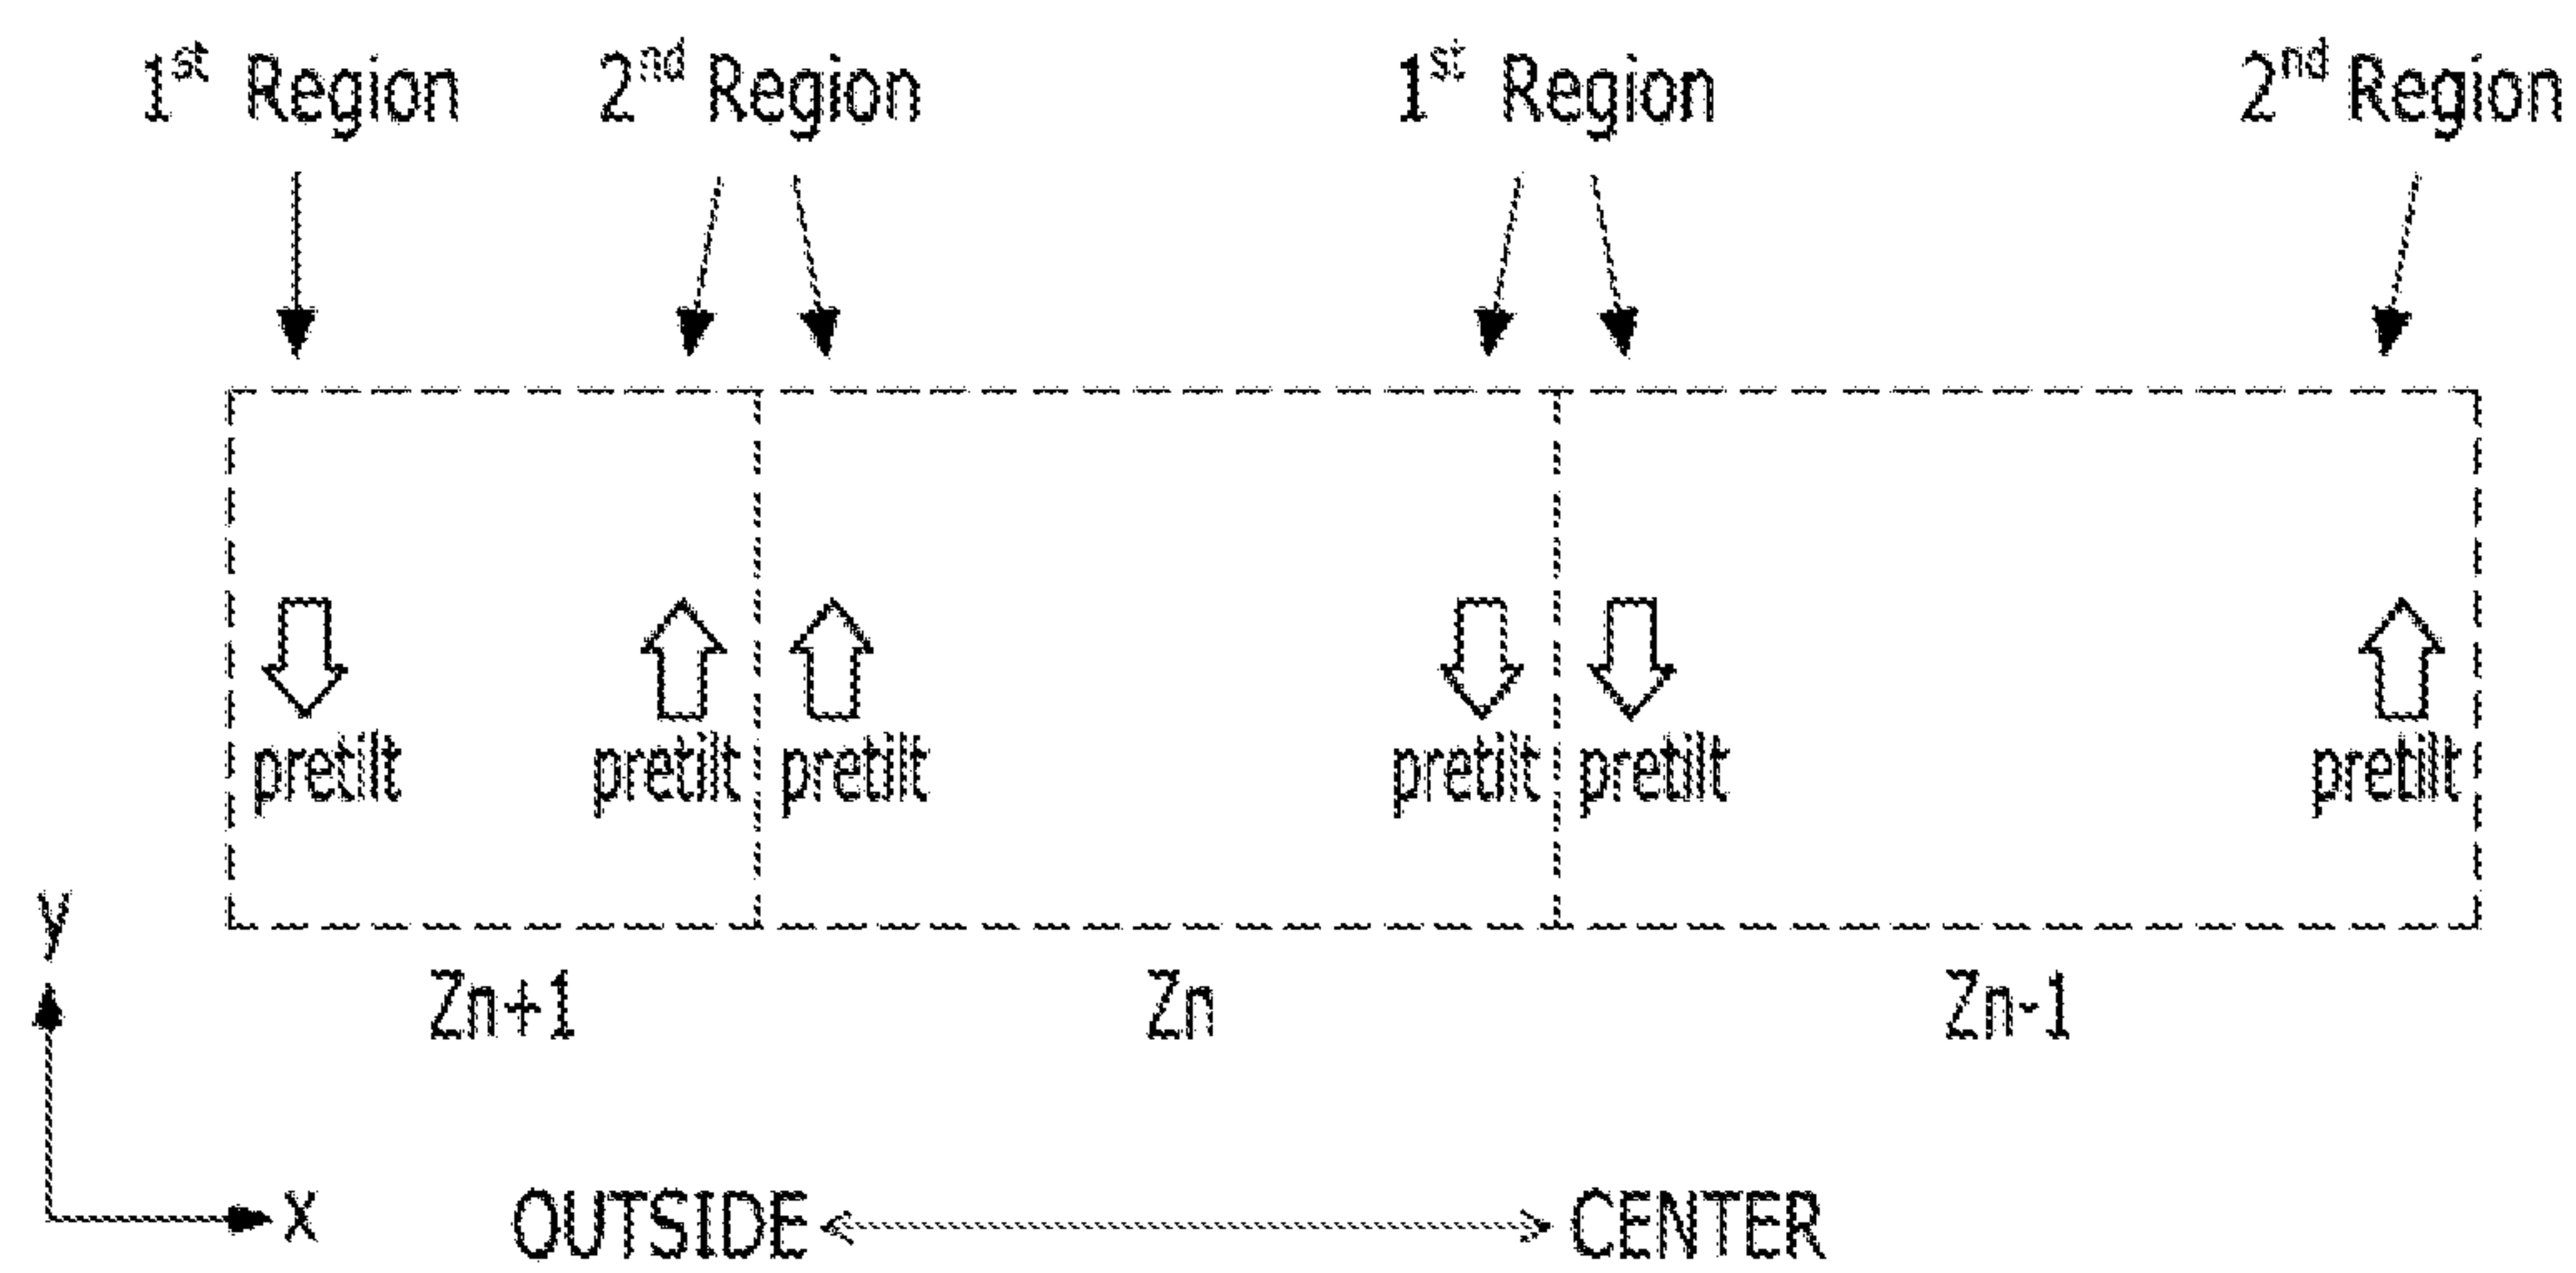 1st Region 2nd Region 1st Region 2nd Region
pretilt pretilt pretilt pretilt pretilt pretilt
y
Zn+1 Zn Zn-1
x OUTSIDE CENTER